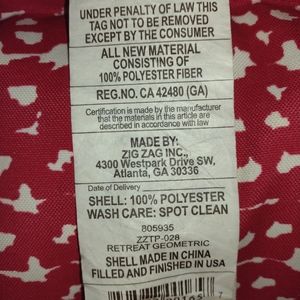 UNDER PENALTY OF LAW THIS
TAG NOT TO BE REMOVED
EXCEPT BY THE CONSUMER
ALL NEW MATERIAL
CONSISTING OF
100% POLYESTER FIBER
REG.NO. CA 42480 (GA)
Certification is made by the manufacturer
that the materials in this article are
described in accordance with law.
MADE BY:
ZIG ZAG INC.,
4300 Westpark Drive SW,
Atlanta, GA 30336
Date of Delivery
SHELL: 100% POLYESTER
WASH CARE: SPOT CLEAN
805935
ZZTP-028
RETREAT GEOMETRIC
SHELL MADE IN CHINA
FILLED AND FINISHED IN USA